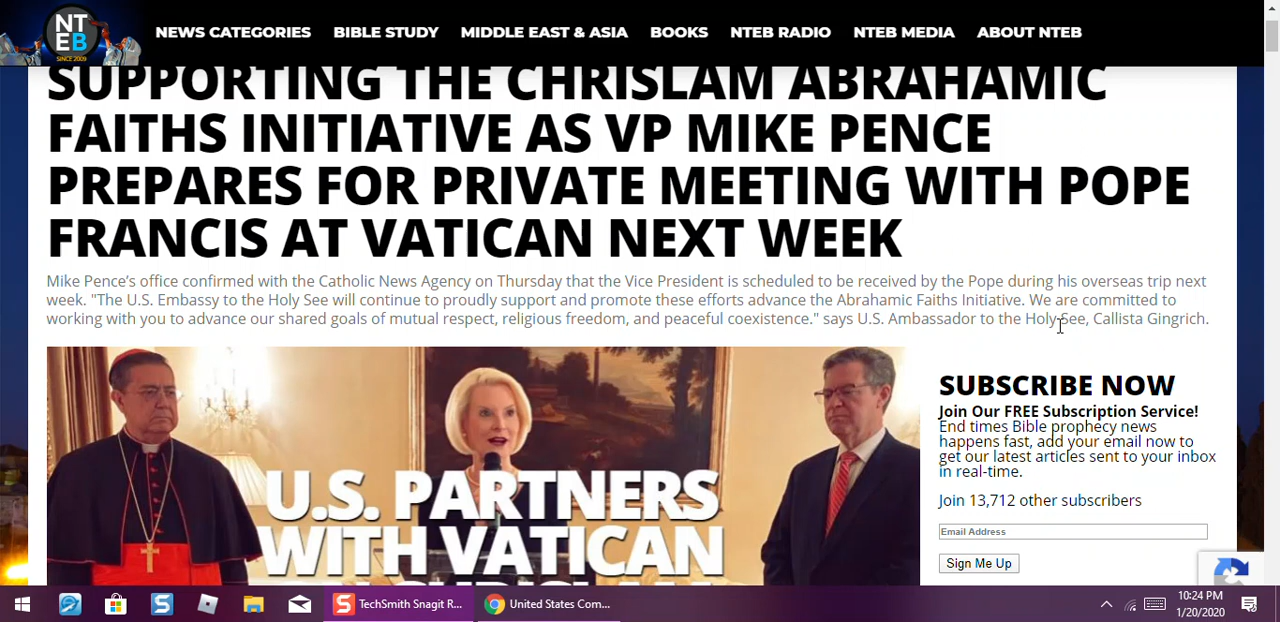 NT
EB
SINCE 2009
NEWS CATEGORIES BIBLE STUDY MIDDLE EAST & ASIA BOOKS NTEB RADIO NTEB MEDIA ABOUT NTEB
SUPPORTING THE CHRISLAM ABRAHAMIC
FAITHS INITIATIVE AS VP MIKE PENCE
PREPARES FOR PRIVATE MEETING WITH POPE
FRANCIS AT VATICAN NEXT WEEK
Mike Pence's office confirmed with the Catholic News Agency on Thursday that the Vice President is scheduled to be received by the Pope during his overseas trip next
week. "The U.S. Embassy to the Holy See will continue to proudly support and promote these efforts advance the Abrahamic Faiths Initiative. We are committed to
working with you to advance our shared goals of mutual respect, religious freedom, and peaceful coexistence." says U.S. Ambassador to the Holy See, Callista Gingrich.
U.S. PARTNERS
WITH VATICAN
SUBSCRIBE NOW
Join Our FREE Subscription Service!
End times Bible prophecy news
happens fast, add your email now to
get our latest articles sent to your inbox
in real-time.
Join 13,712 other subscribers
Email Address
Sign Me Up
TechSmith Snagit R...
United States Com...
10:24 PM
1/20/2020